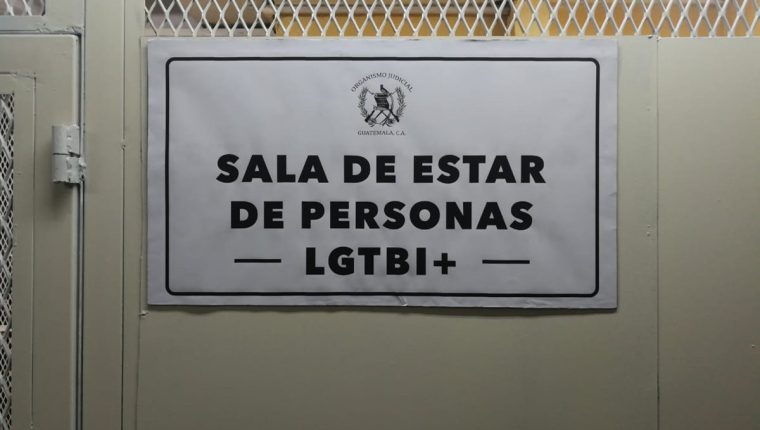 ORGANISMO JUDICIAL
GUATEMALA, C.A.
SALA DE ESTAR
DE PERSONAS
LGTBI+